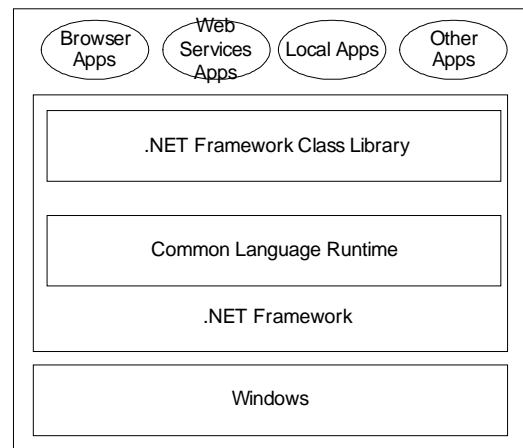 Browser
Apps
Web
Services
Apps
Local Apps
Other
Apps
.NET Framework Class Library
Common Language Runtime
.NET Framework
Windows